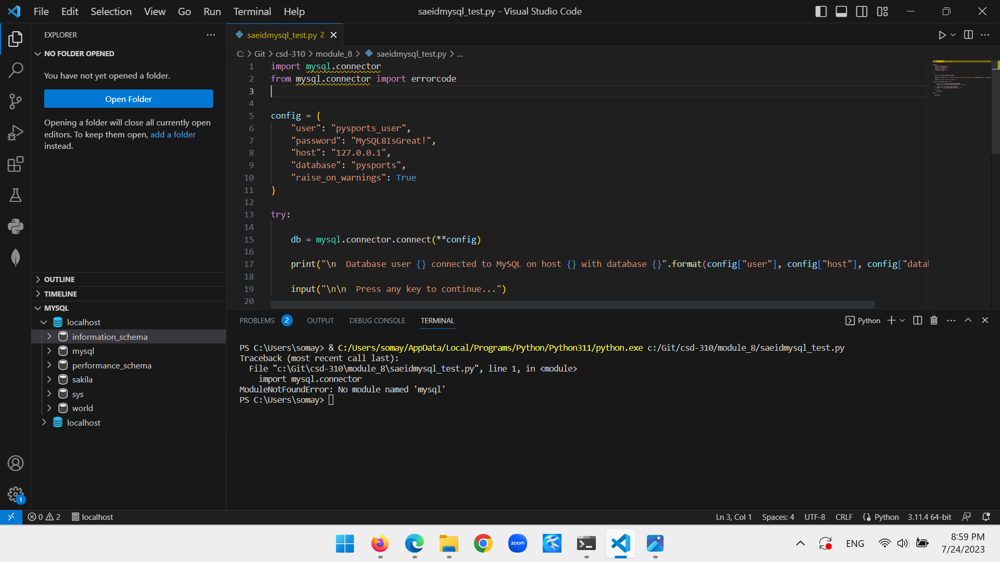 File Edit Selection View Go Run Terminal Help
saeidmysql_test.py - Visual Studio Code
EXPLORER
NO FOLDER OPENED
You have not yet opened a folder.
Open Folder
Opening a folder will close all currently open
editors. To keep them open, add a folder
instead.
OUTLINE
TIMELINE
MYSQL
localhost
information_schema
mysql
performance_schema
sakila
sys
world
localhost
1
saeidmysql_test.py 2
C: > Git > csd-310 > module_8 > saeidmysql_test.py > ...
1 import mysql.connector
2 from mysql.connector import errorcode
3
4
5 config = {
6 "user": "pysports_user",
7 "password": "MySQL8IsGreat!",
8 "host": "127.0.0.1",
9 "database": "pysports",
10 "raise_on_warnings": True
11 }
12
13 try:
14
15 db = mysql.connector.connect(**config)
16
17 print("\n  Database user {} connected to MySQL on host {} with database {}".format(config["user"], config["host"], config["datal
18
19 input("\n\n  Press any key to continue...")
20
PROBLEMS 2 OUTPUT DEBUG CONSOLE TERMINAL
Python
PS C:\Users\somay> & C:/Users/somay/AppData/Local/Programs/Python/Python311/python.exe c:/Git/csd-310/module_8/saeidmysql_test.py
Traceback (most recent call last):
  File "c:\Git\csd-310\module_8\saeidmysql_test.py", line 1, in <module>
    import mysql.connector
ModuleNotFoundError: No module named 'mysql'
PS C:\Users\somay>
0 2 localhost
Ln 3, Col 1 Spaces: 4 UTF-8 CRLF {} Python 3.11.4 64-bit
zoom
ENG
8:59 PM
7/24/2023